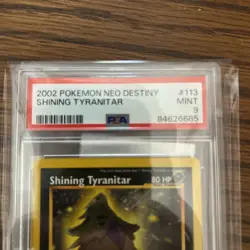 2002 POKEMON NEO DESTINY #113
SHINING TYRANITAR MINT
9
PSA 84626685
Shining Tyranitar 80 HP